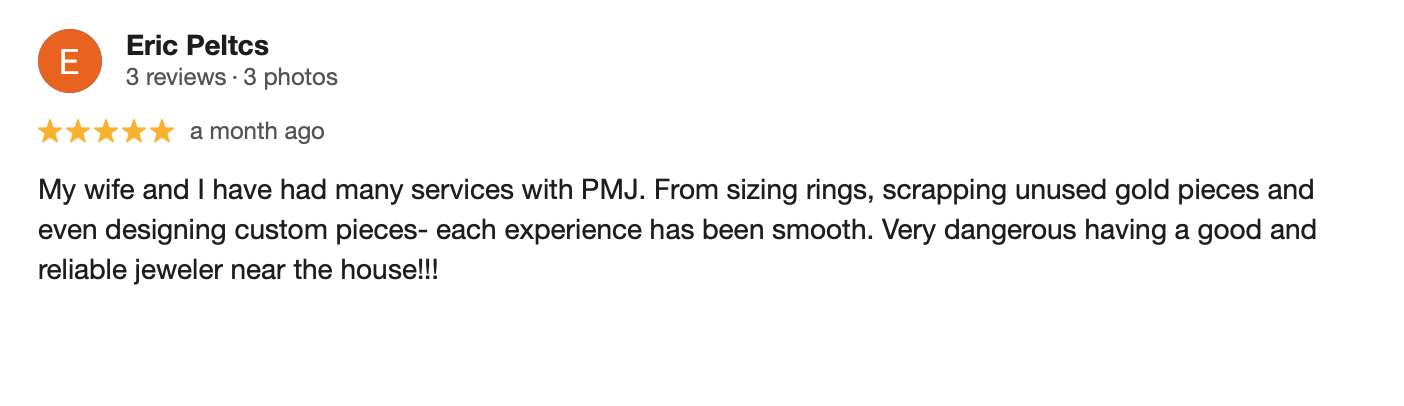 E
Eric Peltcs
3 reviews · 3 photos
a month ago
My wife and I have had many services with PMJ. From sizing rings, scrapping unused gold pieces and
even designing custom pieces- each experience has been smooth. Very dangerous having a good and
reliable jeweler near the house!!!